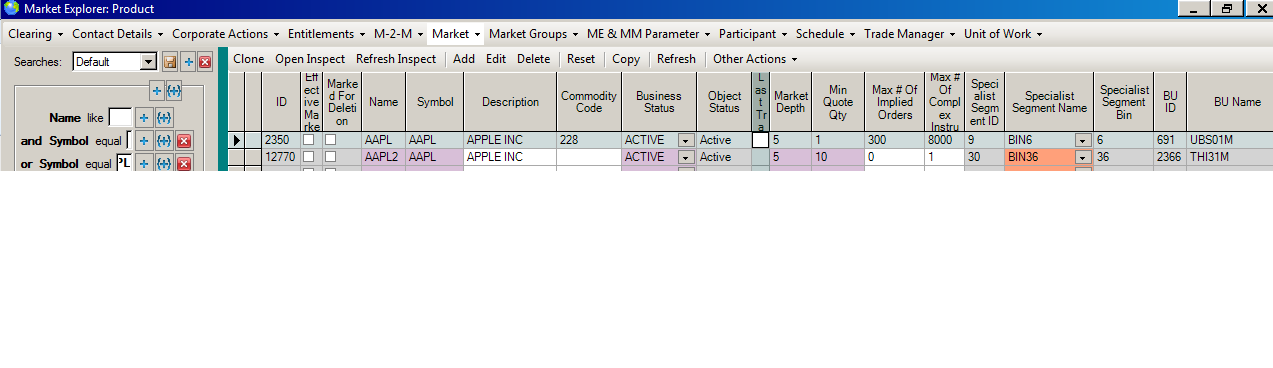 Market Explorer: Product
Clearing Contact Details Corporate Actions Entitlements M-2-M Market Market Groups ME & MM Parameter Participant Schedule Trade Manager Unit of Work
Searches: Default
Clone Open Inspect Refresh Inspect Add Edit Delete Reset Copy Refresh Other Actions
Name like
and Symbol equal
or Symbol equal PL
ID Effective Marke Marked For Deletion Name Symbol Description Commodity Code Business Status Object Status Last Tra Market Depth Min Quote Qty Max # Of Implied Orders Max # Of Complex Instru Specialist Segment ID Specialist Segment Name Specialist Segment Bin BU ID BU Name
2350 AAPL AAPL APPLE INC 228 ACTIVE Active 5 1 300 8000 9 BIN6 6 691 UBS01M
12770 AAPL2 AAPL APPLE INC ACTIVE Active 5 10 0 1 30 BIN36 36 2366 THI31M